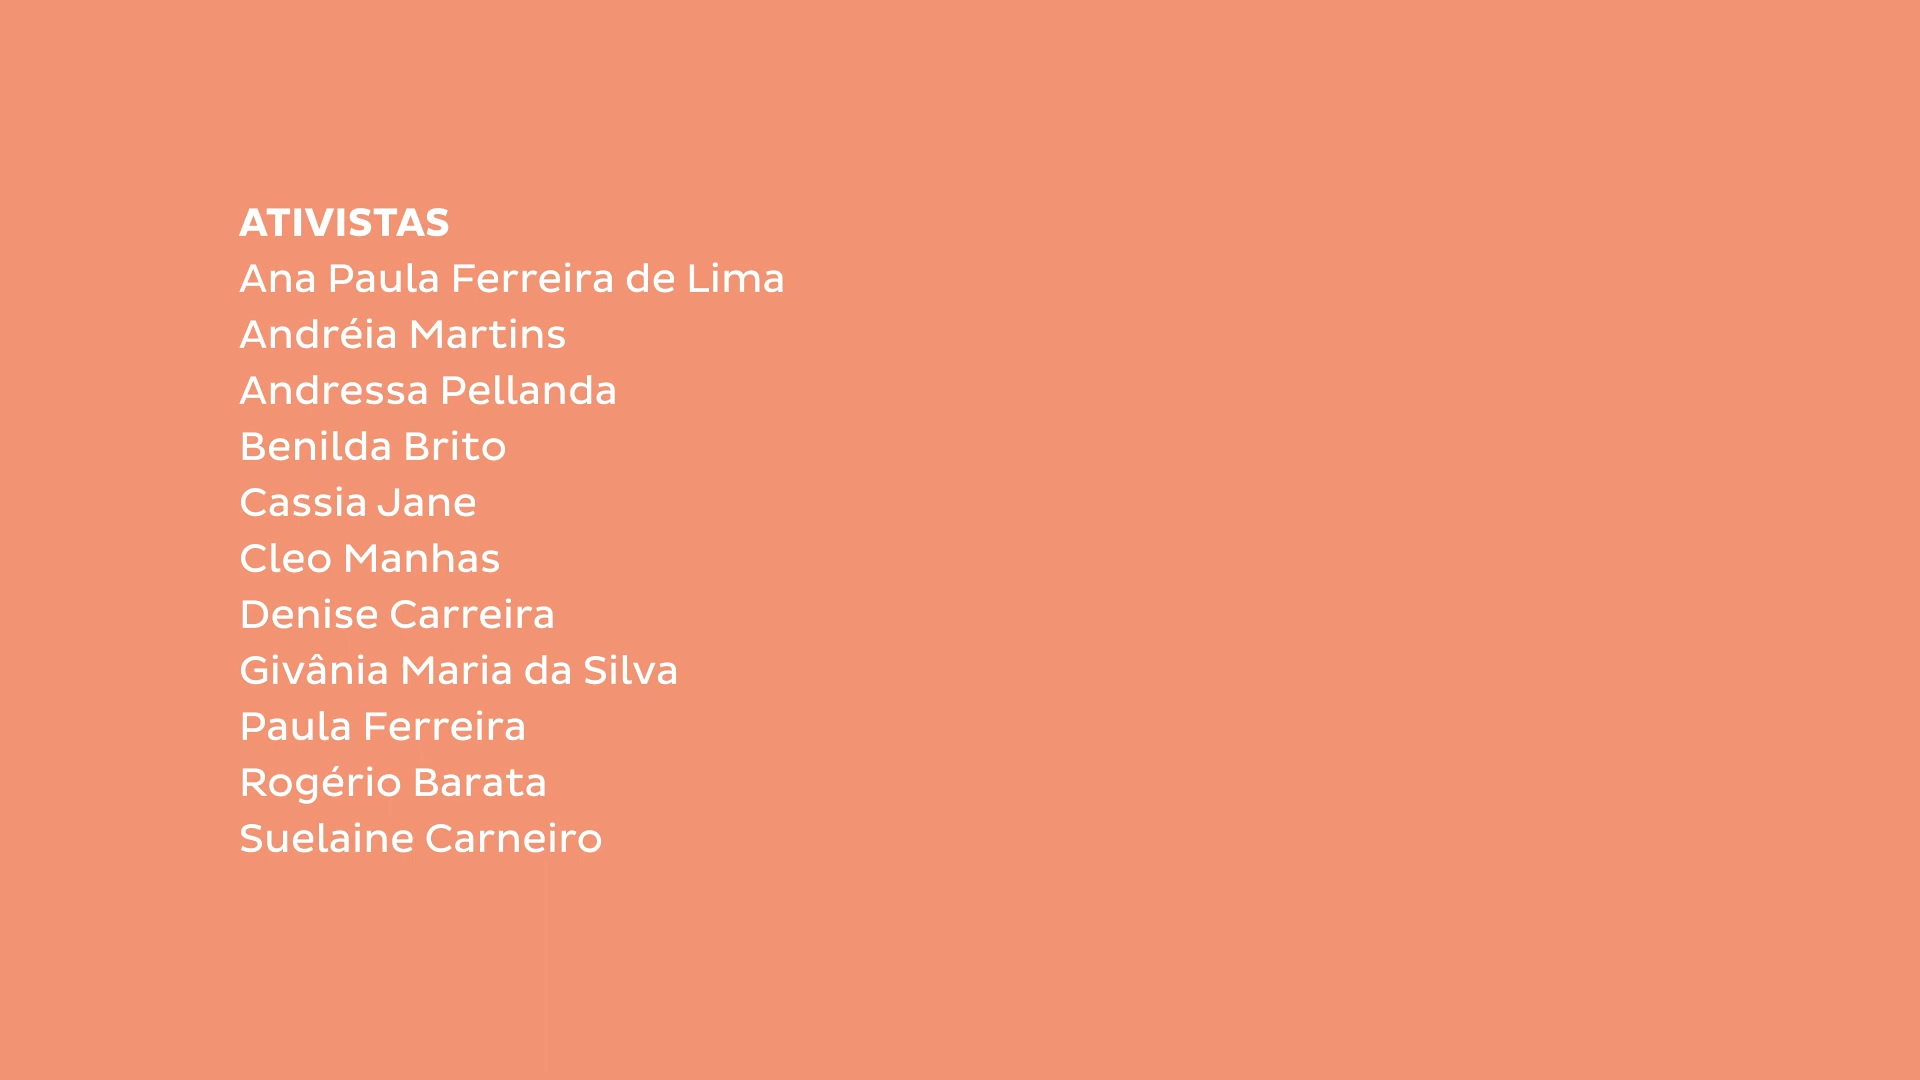 ATIVISTAS
Ana Paula Ferreira de Lima
Andréia Martins
Andressa Pellanda
Benilda Brito
Cassia Jane
Cleo Manhas
Denise Carreira
Givânia Maria da Silva
Paula Ferreira
Rogério Barata
Suelaine Carneiro